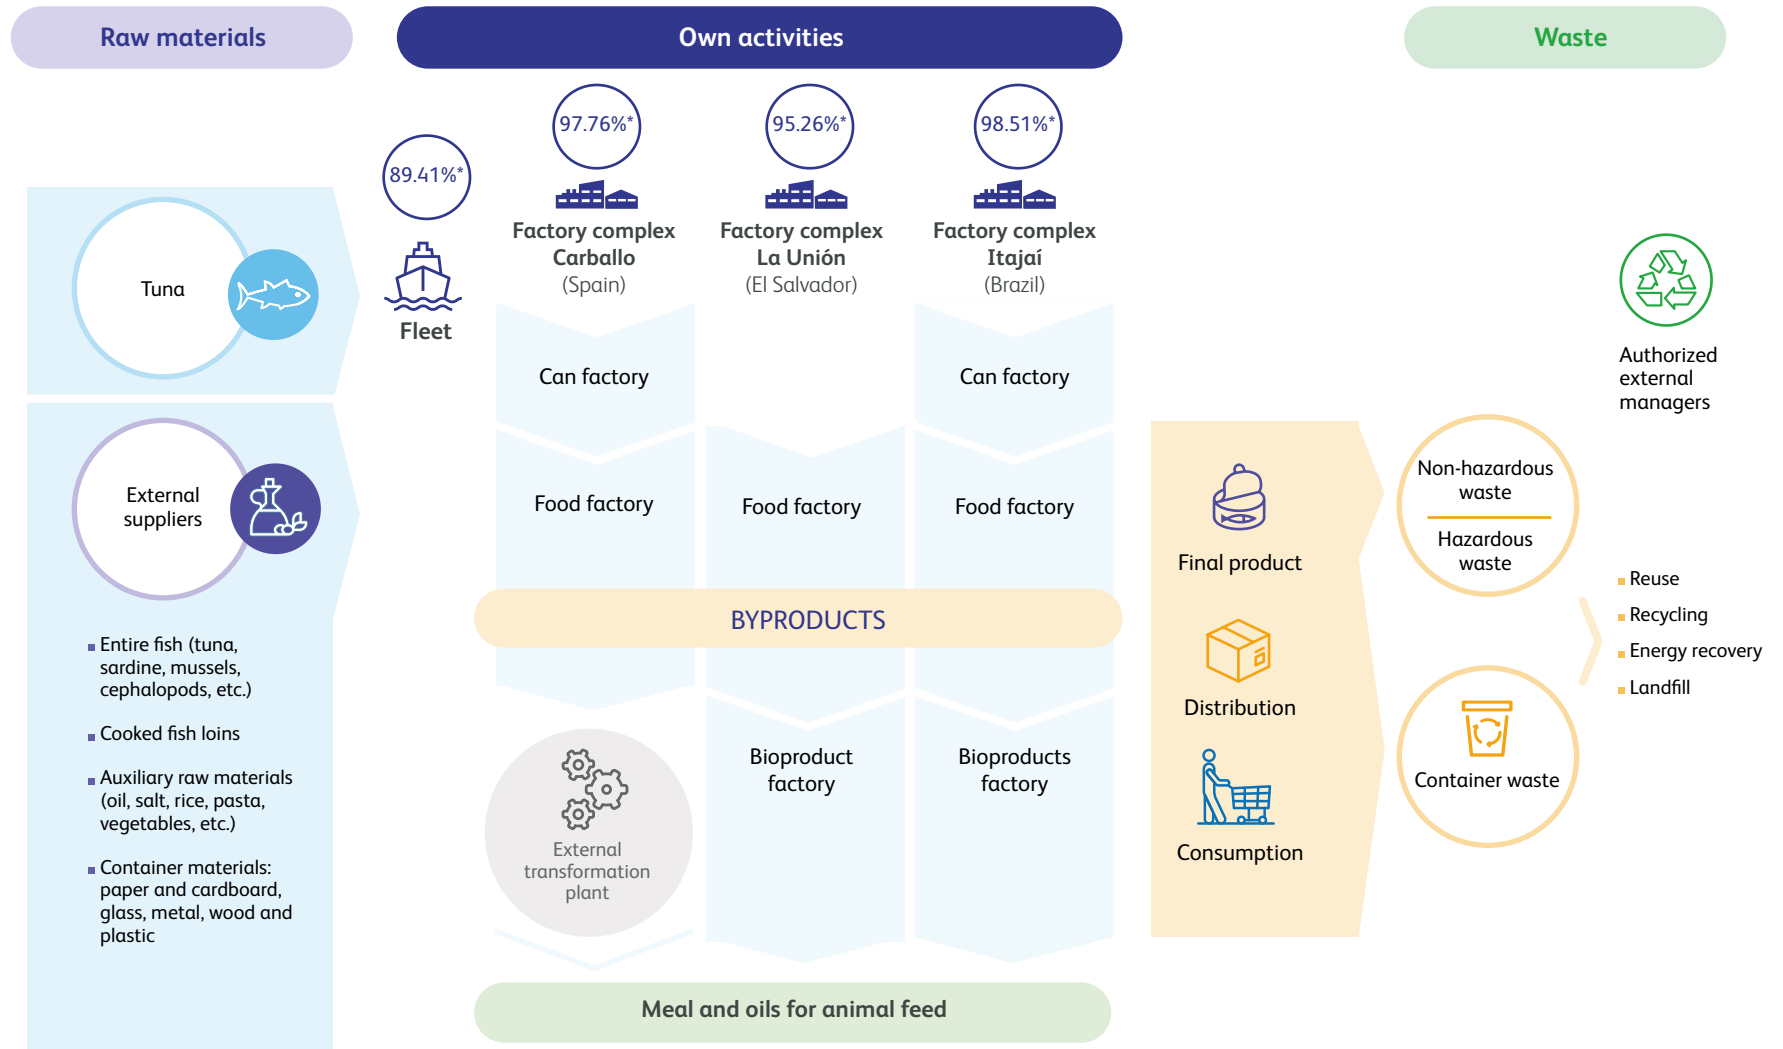 Raw materials
Own activities
Waste
Tuna
External
suppliers
Entire fish (tuna,
sardine, mussels,
cephalopods, etc.)
Cooked fish loins
Auxiliary raw materials
(oil, salt, rice, pasta,
vegetables, etc.)
Container materials:
paper and cardboard,
glass, metal, wood and
plastic
89.41%*
Fleet
97.76%*
Factory complex
Carballo
(Spain)
95.26%*
Factory complex
La Unión
(El Salvador)
98.51%*
Factory complex
Itajaí
(Brazil)
Can factory
Can factory
Food factory
Food factory
Food factory
BYPRODUCTS
External
transformation
plant
Bioproduct
factory
Bioproducts
factory
Meal and oils for animal feed
Final product
Distribution
Consumption
Non-hazardous
waste
Hazardous
waste
Container waste
Authorized
external
managers
Reuse
Recycling
Energy recovery
Landfill